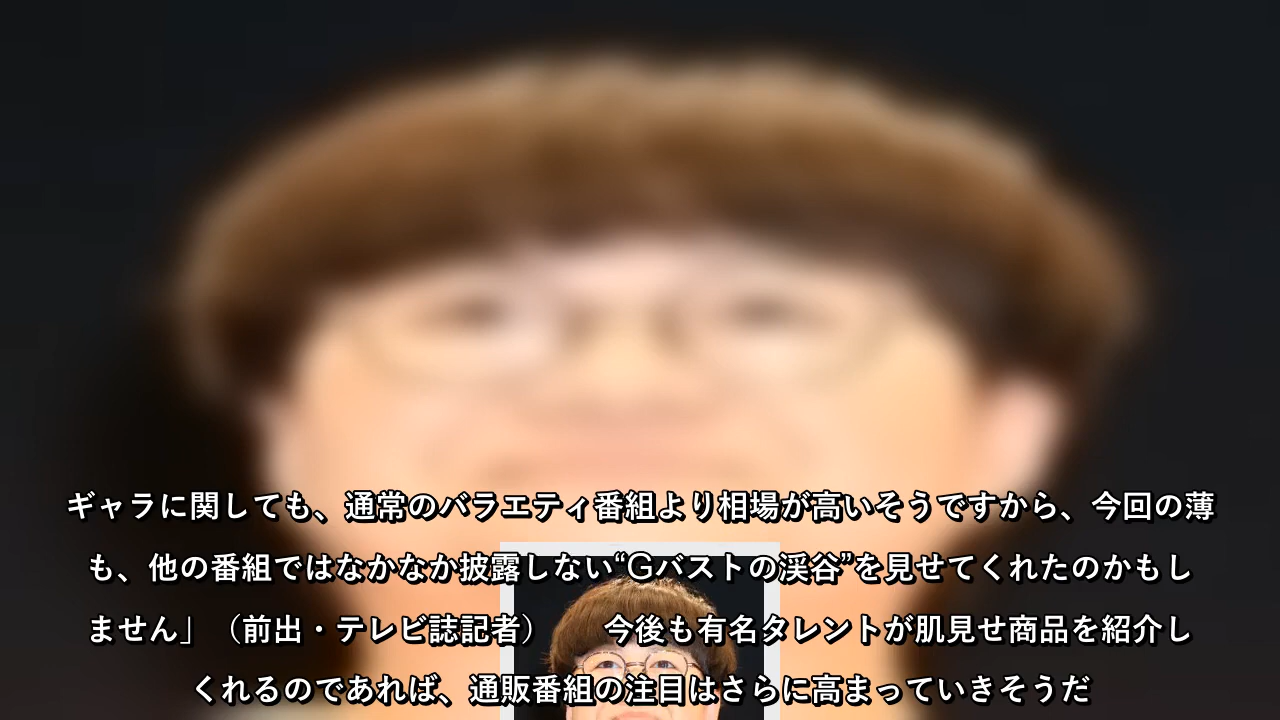 ギャラに関しても、通常のバラエティ番組より相場が高いそうですから、今回の薄
も、他の番組ではなかなか披露しない“Gバストの渓谷”を見せてくれたのかもし
ません」（前出・テレビ誌記者）　　今後も有名タレントが肌見せ商品を紹介し
くれるのであれば、通販番組の注目はさらに高まっていきそうだ